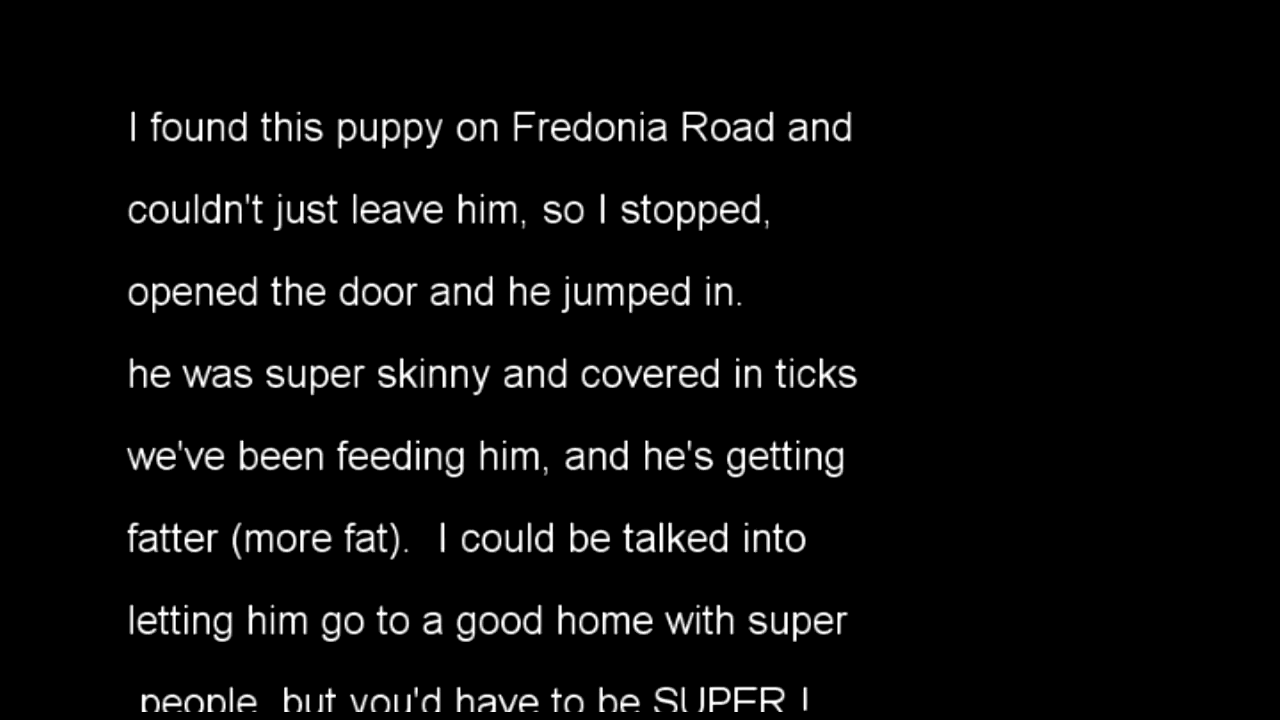 I found this puppy on Fredonia Road and
couldn't just leave him, so I stopped,
opened the door and he jumped in.
he was super skinny and covered in ticks
we've been feeding him, and he's getting
fatter (more fat).  I could be talked into
letting him go to a good home with super
people  but you'd have to be SUPER I